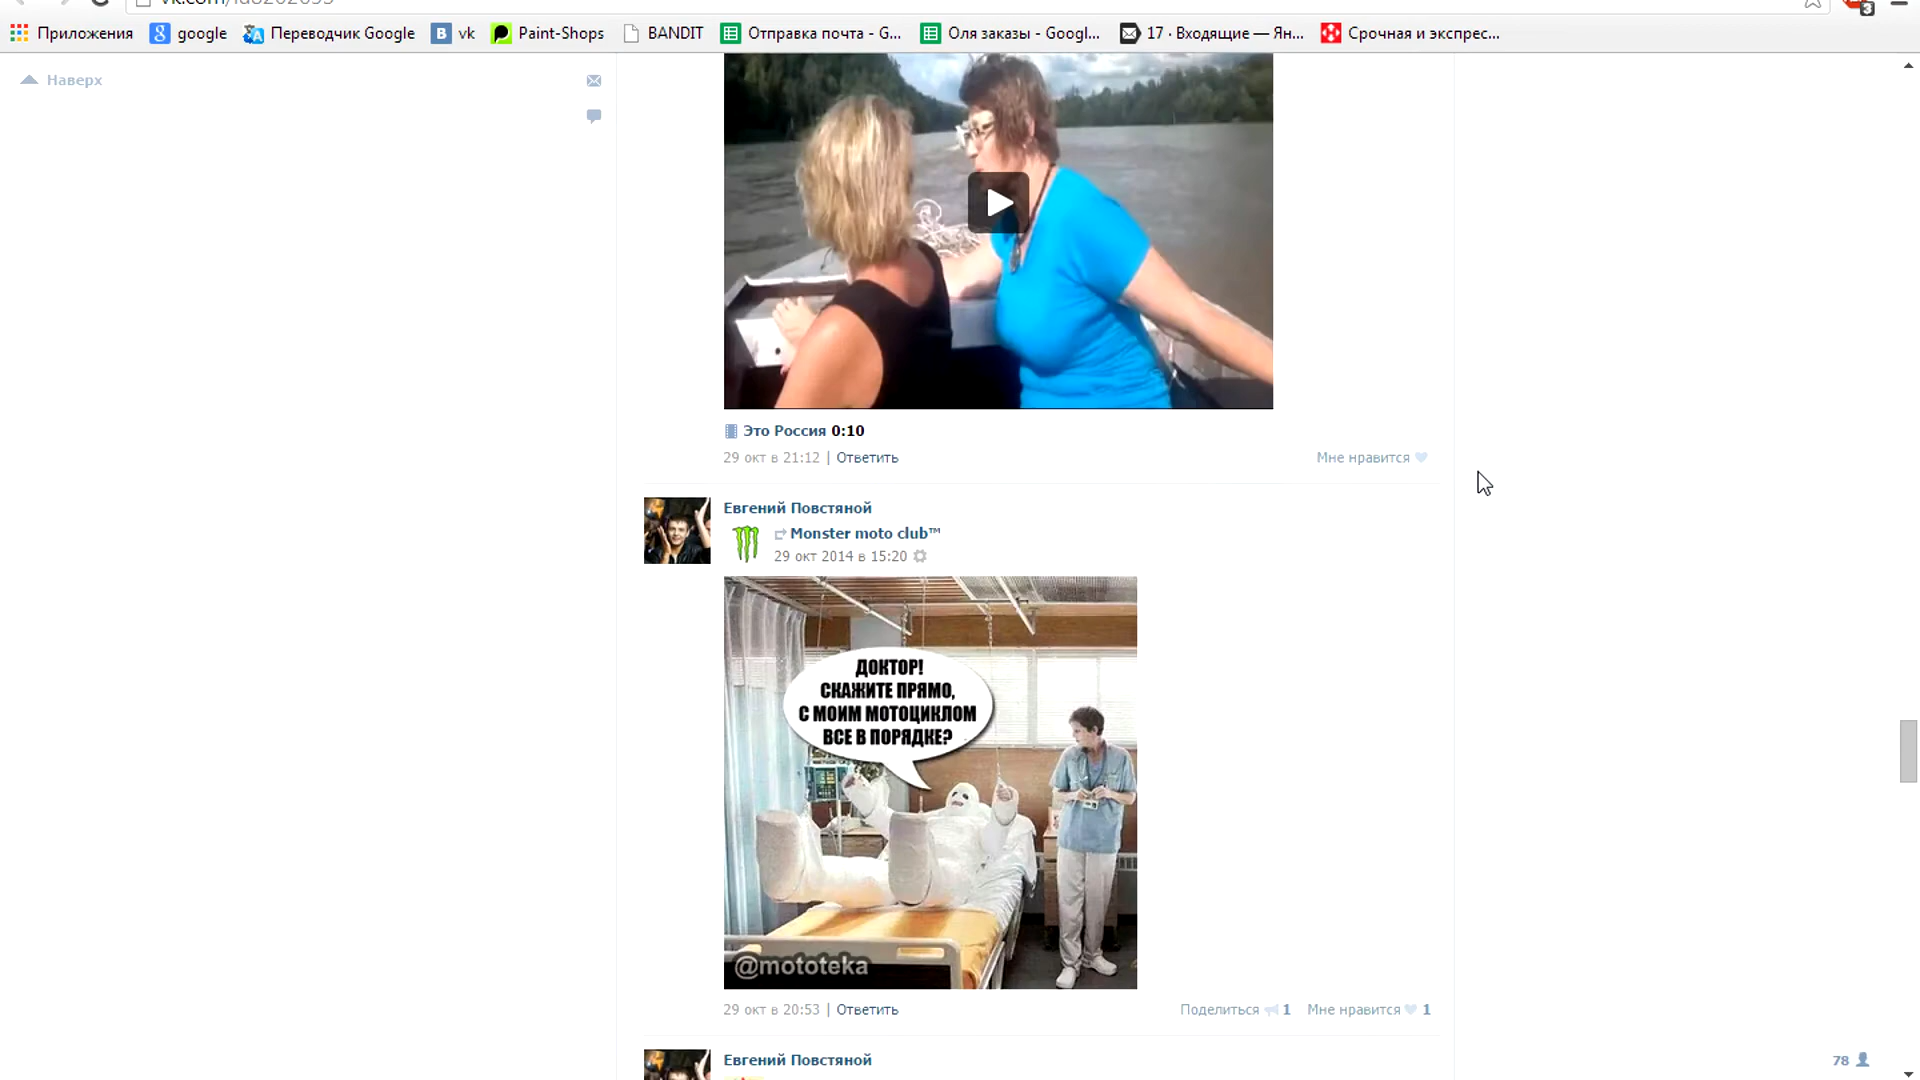 Приложения
google
Переводчик Google
vk
Paint-Shops
BANDIT
Отправка почта - G...
Оля заказы - Googl...
17 · Входящие — Ян...
Срочная и экспрес...
3
Наверх
Это Россия 0:10
29 окт в 21:12 | Ответить
Мне нравится
Евгений Повстяной
Monster moto club™
29 окт 2014 в 15:20
ДОКТОР!
СКАЖИТЕ ПРЯМО,
С МОИМ МОТОЦИКЛОМ
ВСЕ В ПОРЯДКЕ?
@mototeka
29 окт в 20:53 | Ответить
Поделиться 1
Мне нравится 1
Евгений Повстяной
78